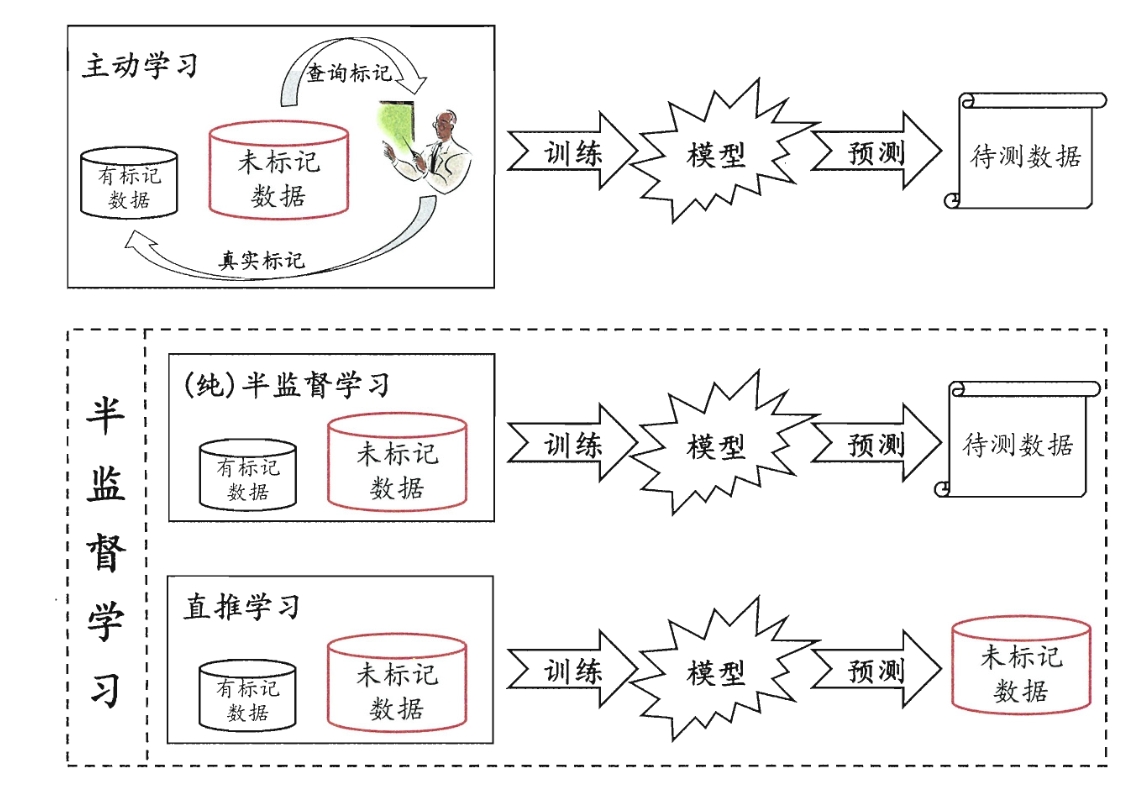 主动学习
查询标记
有标记
数据
未标记
数据
真实标记
训练
模型
预测
待测数据
半监督学习
(纯)半监督学习
有标记
数据
未标记
数据
训练
模型
预测
待测数据
直推学习
有标记
数据
未标记
数据
训练
模型
预测
未标记
数据